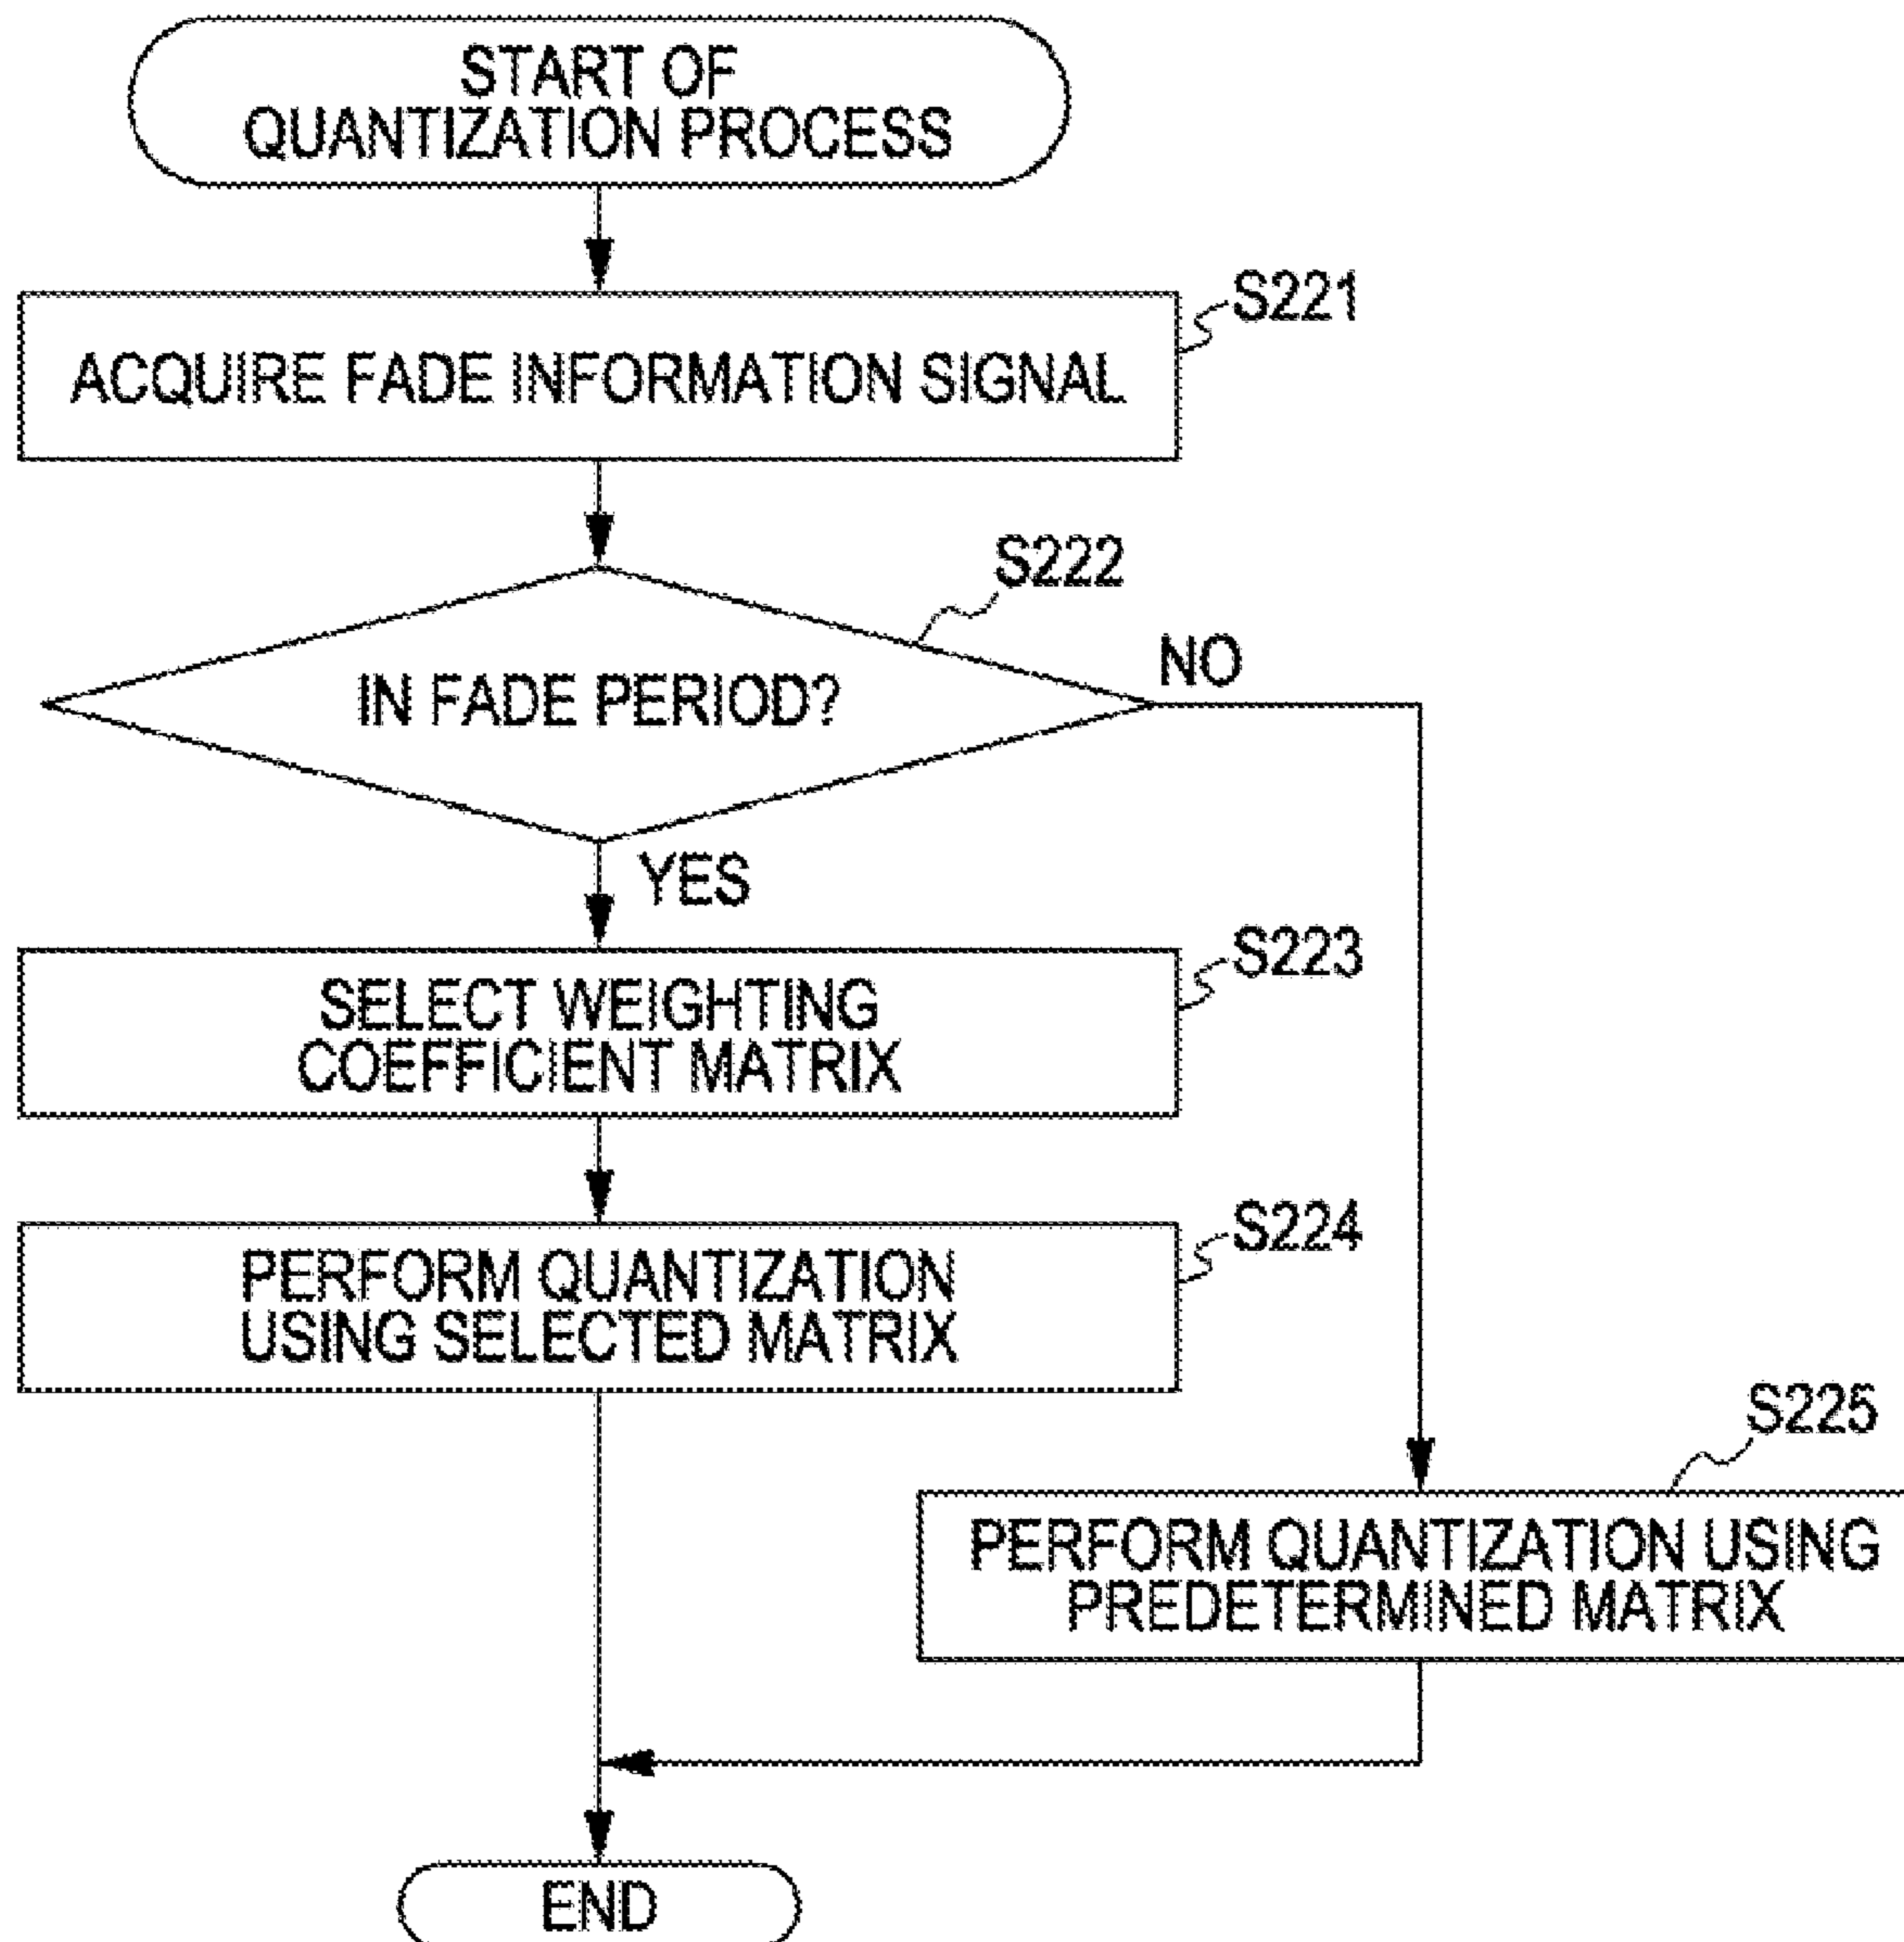 START OF
QUANTIZATION PROCESS
S221
ACQUIRE FADE INFORMATION SIGNAL
S222
IN FADE PERIOD?
NO
YES
S223
SELECT WEIGHTING
COEFFICIENT MATRIX
S224
PERFORM QUANTIZATION
USING SELECTED MATRIX
S225
PERFORM QUANTIZATION USING
PREDETERMINED MATRIX
END